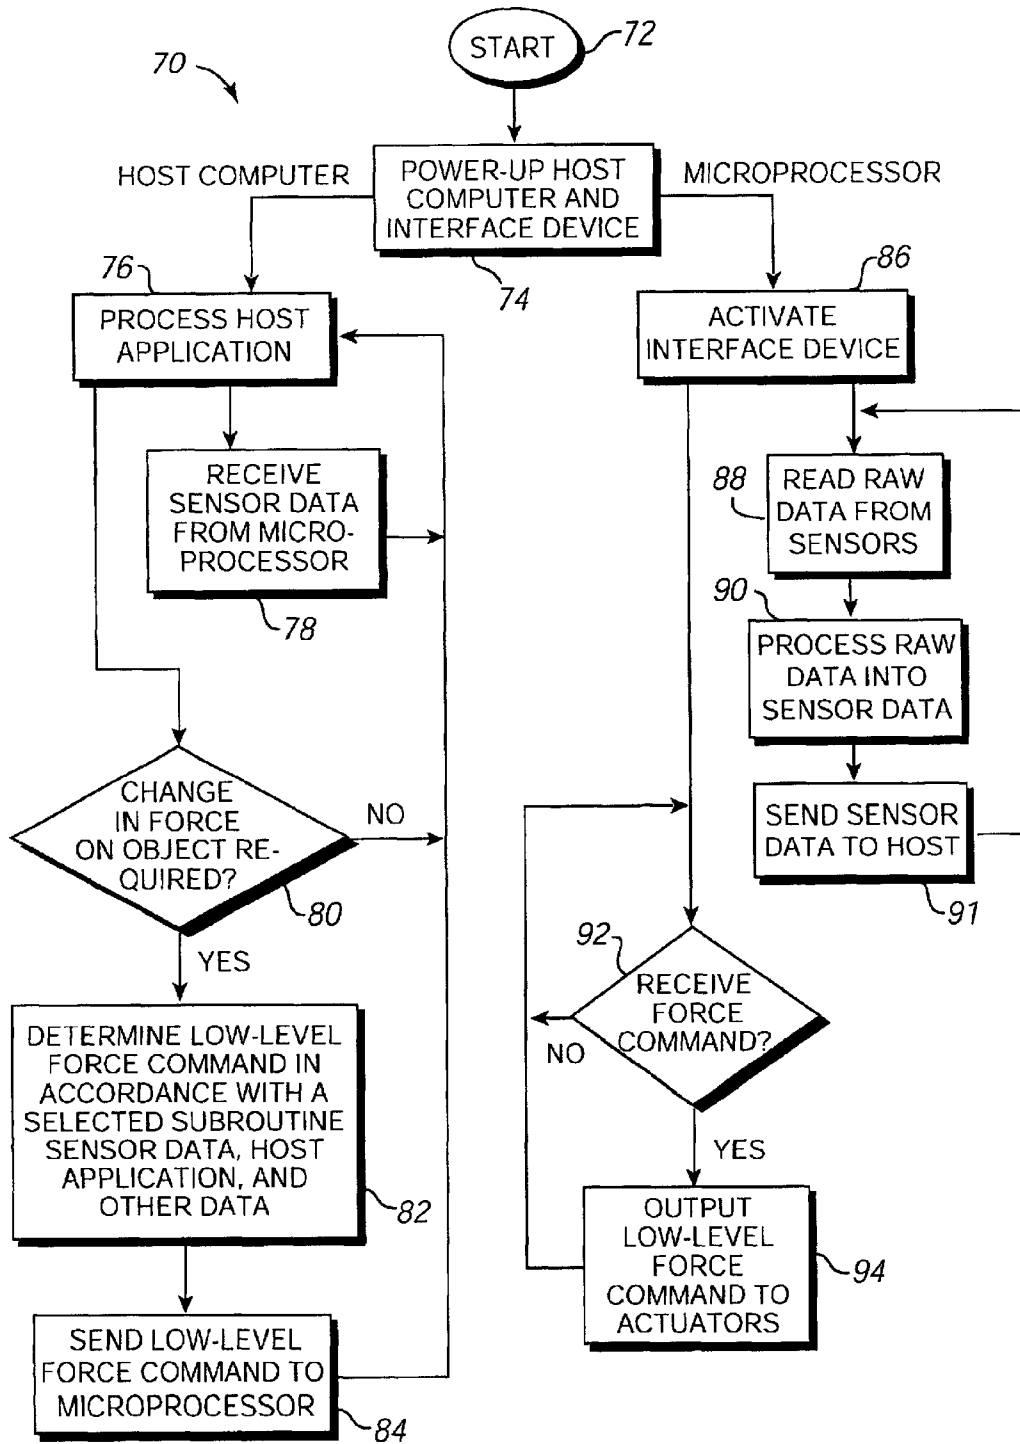 START
72
70
HOST COMPUTER
POWER-UP HOST
COMPUTER AND
INTERFACE DEVICE
MICROPROCESSOR
74
76
PROCESS HOST
APPLICATION
86
ACTIVATE
INTERFACE DEVICE
RECEIVE
SENSOR DATA
FROM MICRO-
PROCESSOR
78
88
READ RAW
DATA FROM
SENSORS
90
PROCESS RAW
DATA INTO
SENSOR DATA
SEND SENSOR
DATA TO HOST
91
CHANGE
IN FORCE
ON OBJECT RE-
QUIRED?
NO
80
YES
92
RECEIVE
FORCE
COMMAND?
NO
YES
DETERMINE LOW-LEVEL
FORCE COMMAND IN
ACCORDANCE WITH A
SELECTED SUBROUTINE
SENSOR DATA, HOST
APPLICATION, AND
OTHER DATA
82
OUTPUT
LOW-LEVEL
FORCE
COMMAND TO
ACTUATORS
94
SEND LOW-LEVEL
FORCE COMMAND TO
MICROPROCESSOR
84